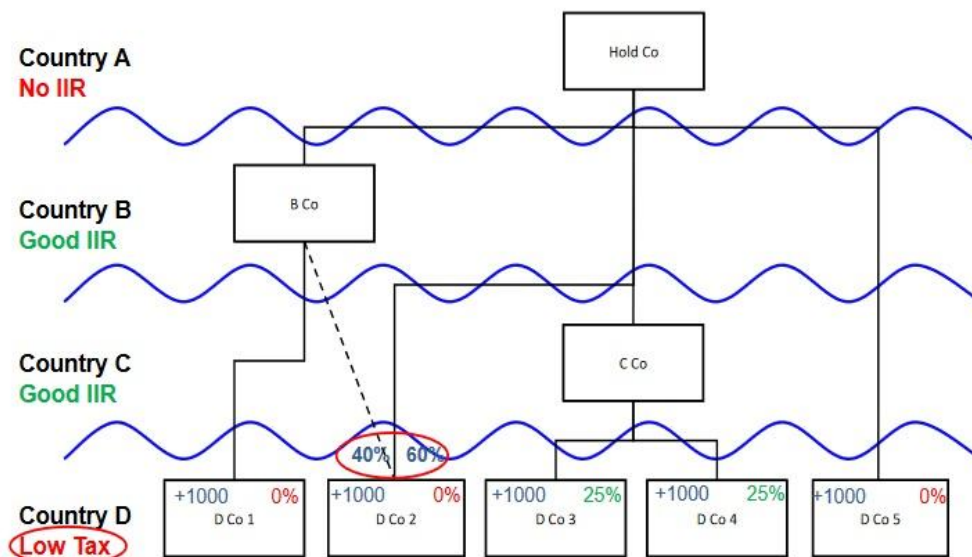 Country A
No IIR
Hold Co
Country B
Good IIR
B Co
Country C
Good IIR
C Co
40% 60%
Country D
Low Tax
+1000 0%
D Co 1
+1000 0%
D Co 2
+1000 25%
D Co 3
+1000 25%
D Co 4
+1000 0%
D Co 5